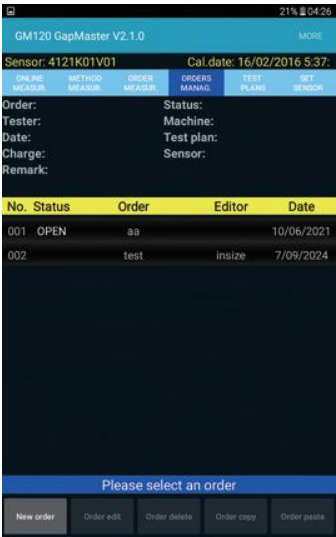 21% 04:26
GM120 GapMaster V2.1.0 MORE
Sensor: 4121K01V01 Cal.date: 16/02/2016 5:37:
ONLINE MEASUR. METHOD MEASUR. ORDER MEASUR. ORDERS MANAG. TEST PLANS SET SENSOR
Order: Status:
Tester: Machine:
Date: Test plan:
Charge: Sensor:
Remark:
No. Status Order Editor Date
001 OPEN aa 10/06/2021
002 test insize 7/09/2024
Please select an order
New order Order edit Order delete Order copy Order paste